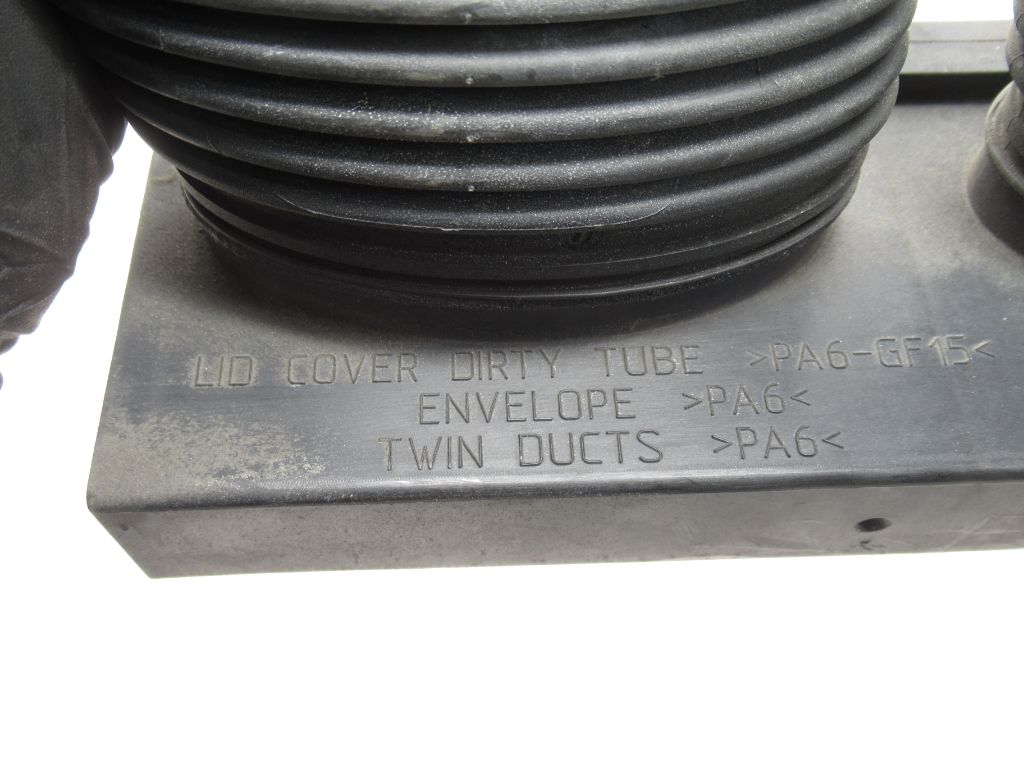 LID COVER DIRTY TUBE >PA6-GF15<
ENVELOPE >PA6<
TWIN DUCTS >PA6<